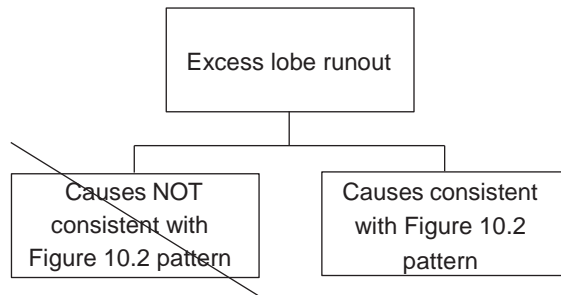 Excess lobe runout
Causes NOT
consistent with
Figure 10.2 pattern
Causes consistent
with Figure 10.2
pattern